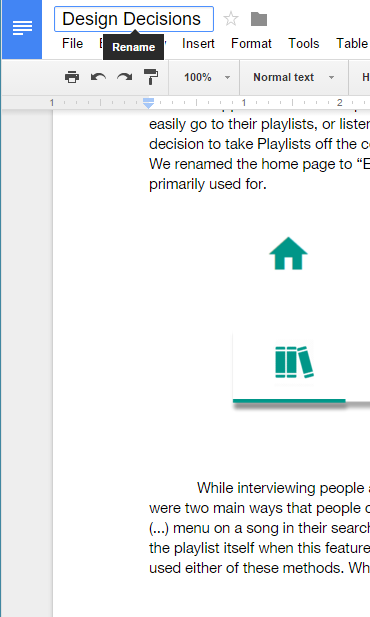 Design Decisions
File
Insert Format Tools Table
Rename
100% Normal text H
1 1 2
easily go to their playlists, or liste
decision to take Playlists off the c
We renamed the home page to “E
primarily used for.
While interviewing people a
were two main ways that people c
(...) menu on a song in their search
the playlist itself when this feature
used either of these methods. Wh